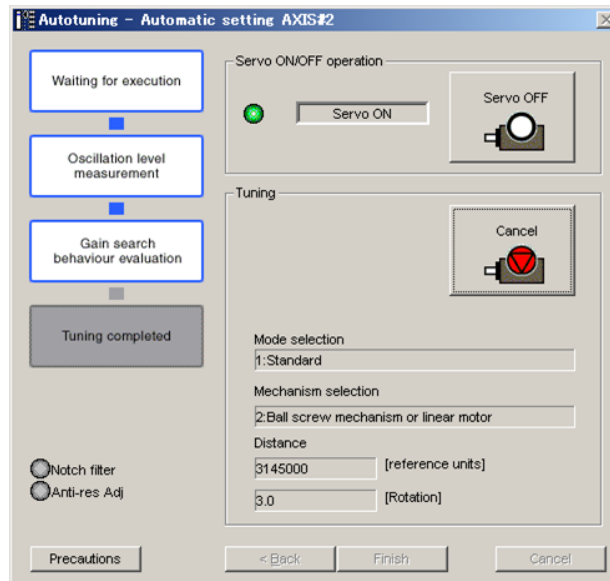 Autotuning - Automatic setting AXIS#2
Waiting for execution
Oscillation level
measurement
Gain search
behaviour evaluation
Tuning completed
Notch filter
Anti-res Adj
Precautions
Servo ON/OFF operation
Servo ON
Servo OFF
Tuning
Cancel
Mode selection
1:Standard
Mechanism selection
2:Ball screw mechanism or linear motor
Distance
3145000 [reference units]
3.0 [Rotation]
< Back
Finish
Cancel